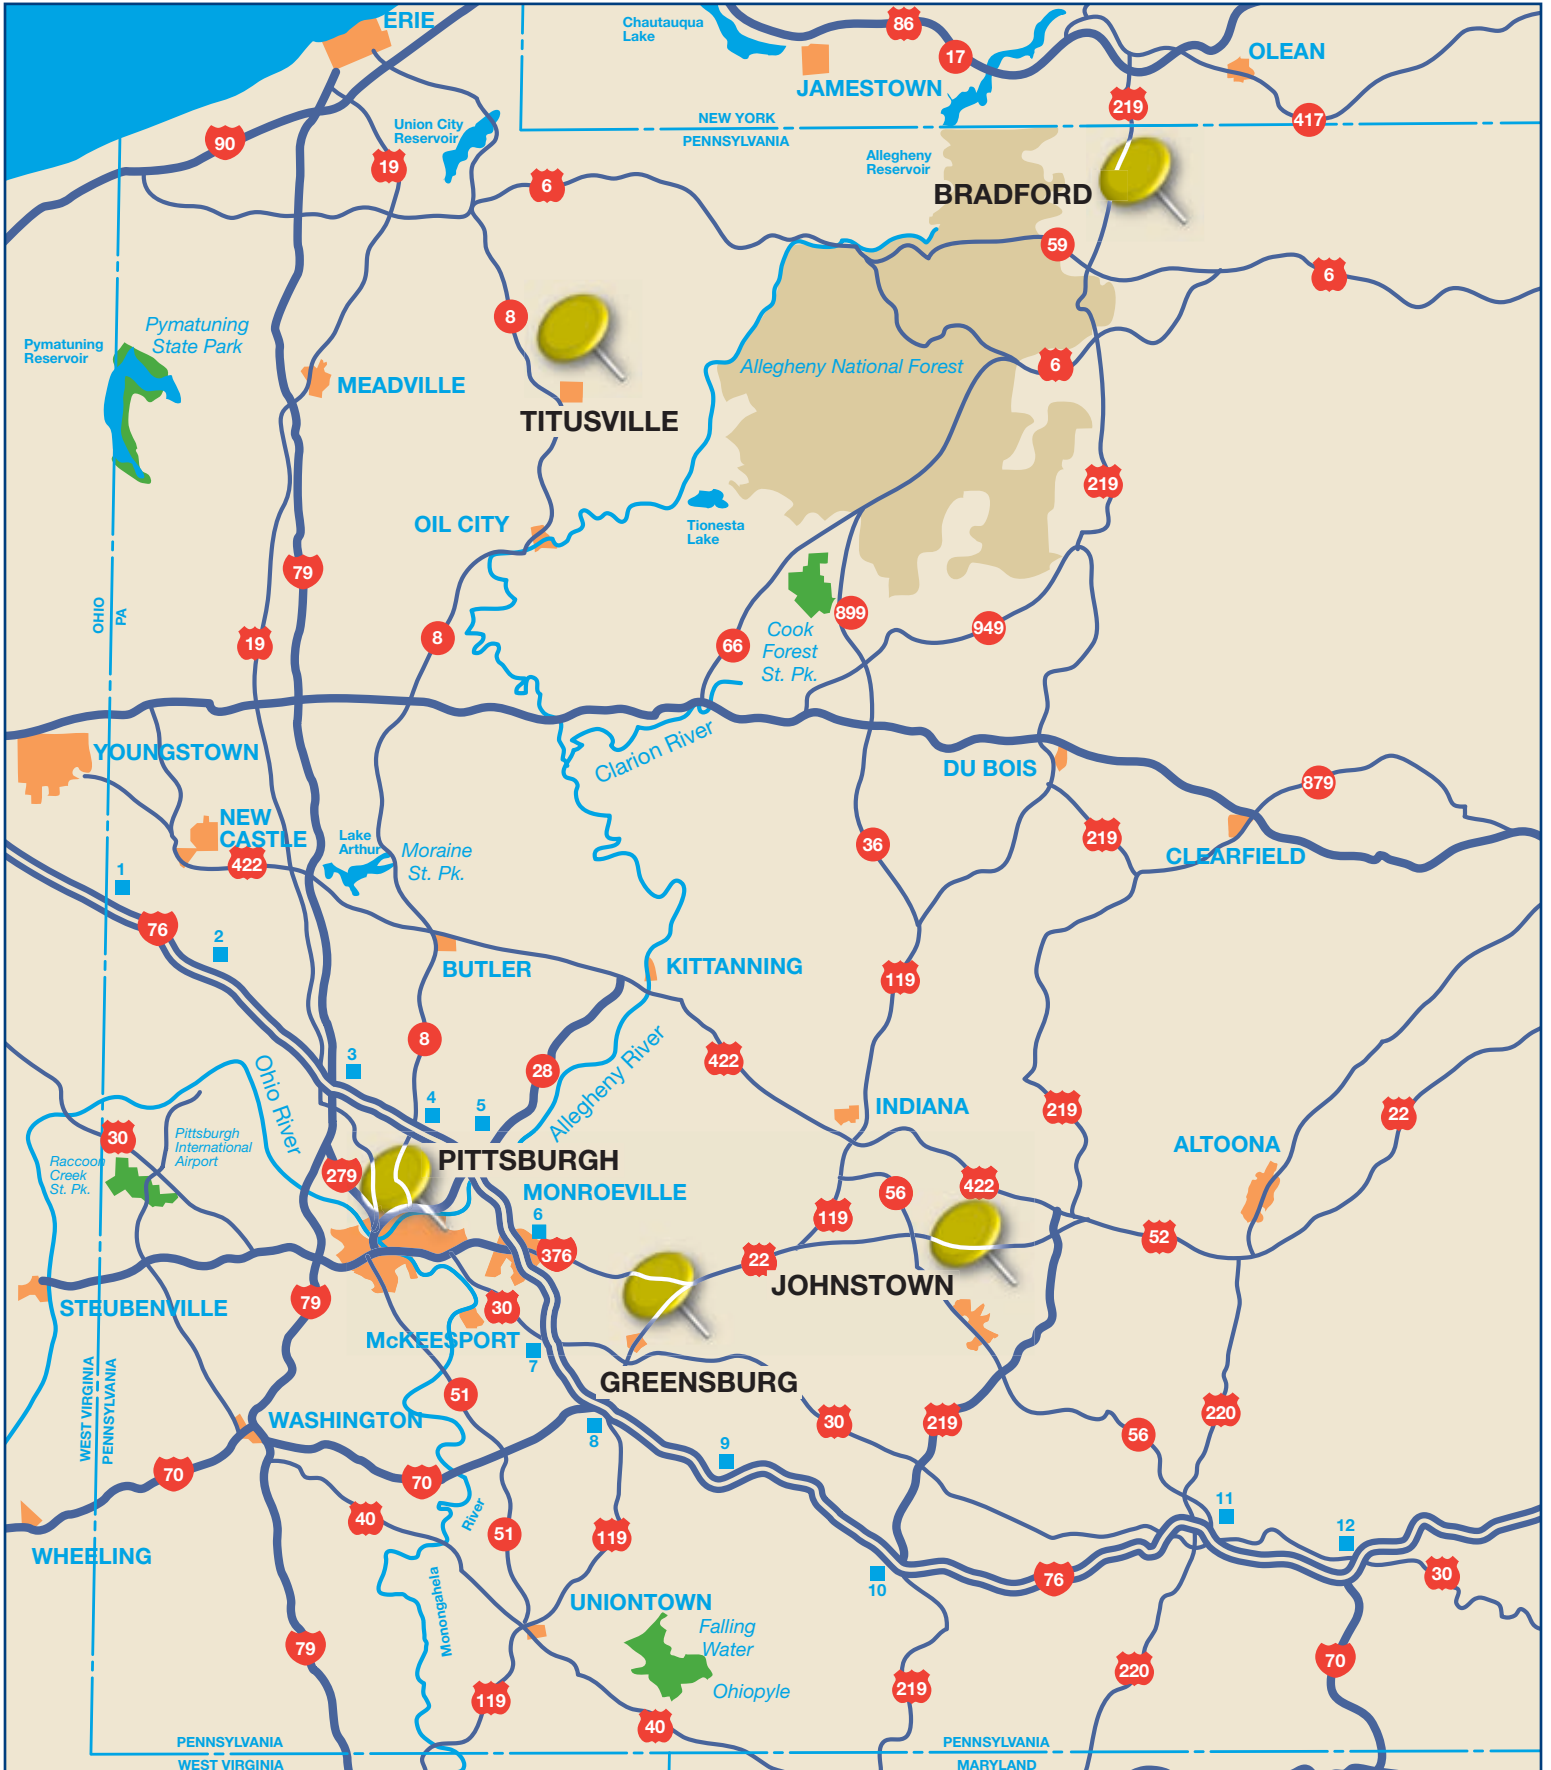 ERIE
Chautauqua
Lake
86
17
JAMESTOWN
OLEAN
219
417
NEW YORK
PENNSYLVANIA
90
Union City
Reservoir
19
6
Allegheny
Reservoir
BRADFORD
59
6
8
Pymatuning
State Park
Pymatuning
Reservoir
MEADVILLE
TITUSVILLE
Allegheny National Forest
6
219
OIL CITY
Tionesta
Lake
79
OHIO
PA
19
8
66
899
949
Cook
Forest
St. Pk.
Clarion River
YOUNGSTOWN
DU BOIS
879
NEW
CASTLE
422
Lake
Arthur
Moraine
St. Pk.
36
219
CLEARFIELD
1
76
2
BUTLER
KITTANNING
119
3
8
28
422
Allegheny River
Ohio River
4
5
INDIANA
219
22
ALTOONA
30
Pittsburgh
International
Airport
Raccoon
Creek
St. Pk.
279
PITTSBURGH
MONROEVILLE
6
376
56
422
119
22
52
JOHNSTOWN
STEUBENVILLE
79
30
McKEESPORT
7
GREENSBURG
WEST VIRGINIA
PENNSYLVANIA
51
WASHINGTON
8
9
30
219
220
56
70
70
40
River
51
119
11
12
WHEELING
10
76
30
Monongahela
UNIONTOWN
Falling
Water
Ohiopyle
79
119
40
219
220
70
PENNSYLVANIA
WEST VIRGINIA
PENNSYLVANIA
MARYLAND